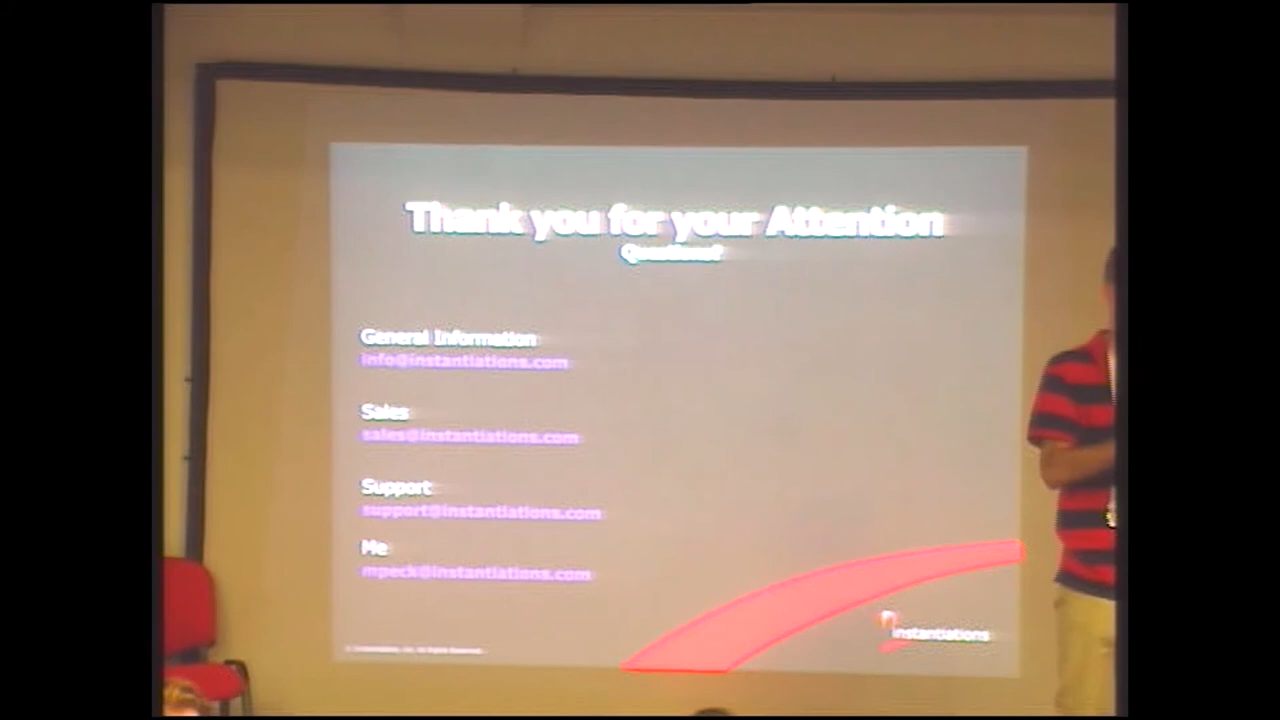 Thank you for your Attention
Questions?
General Information
info@instantiations.com
Sales
sales@instantiations.com
Support
support@instantiations.com
Me
mpeck@instantiations.com
instantiations